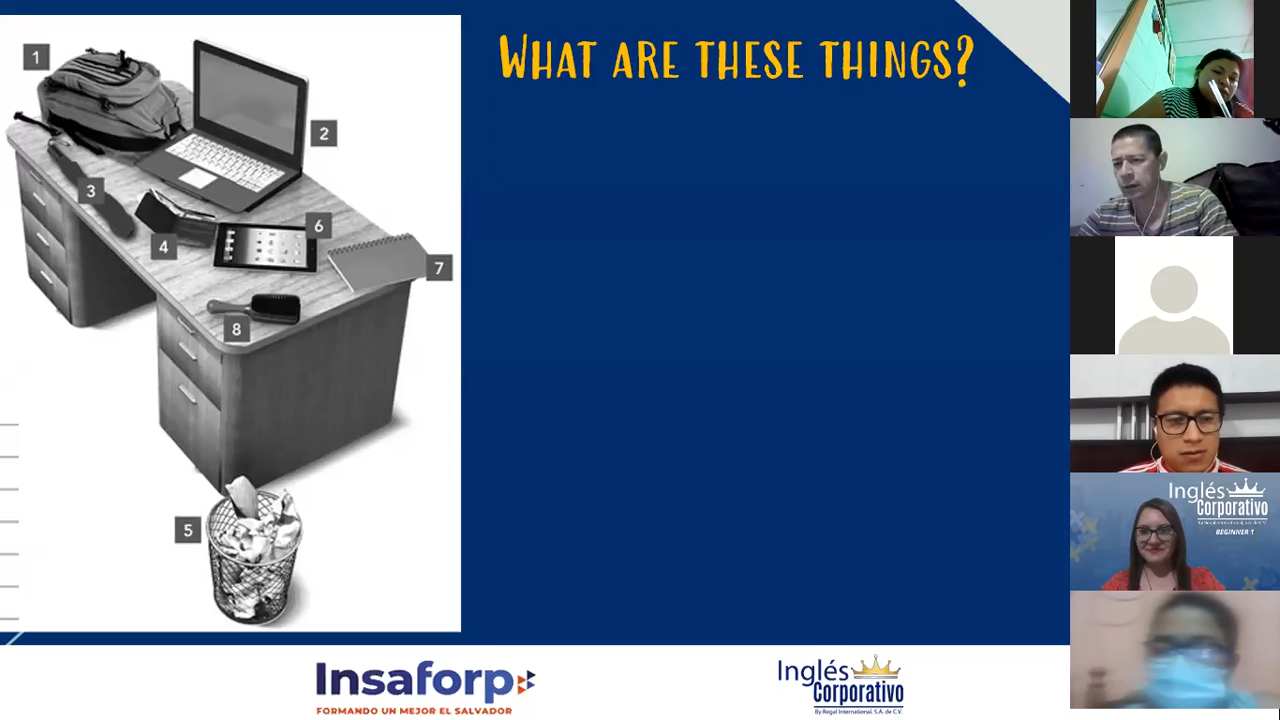 WHAT ARE THESE THINGS?
1
2
3
4
6
7
8
5
Insaforp
FORMANDO UN MEJOR EL SALVADOR
Inglés
Corporativo
By Regal International, S.A. de C.V.
Inglés
Corporativo
By Regal International, S.A. de C.V.
BEGINNER 1